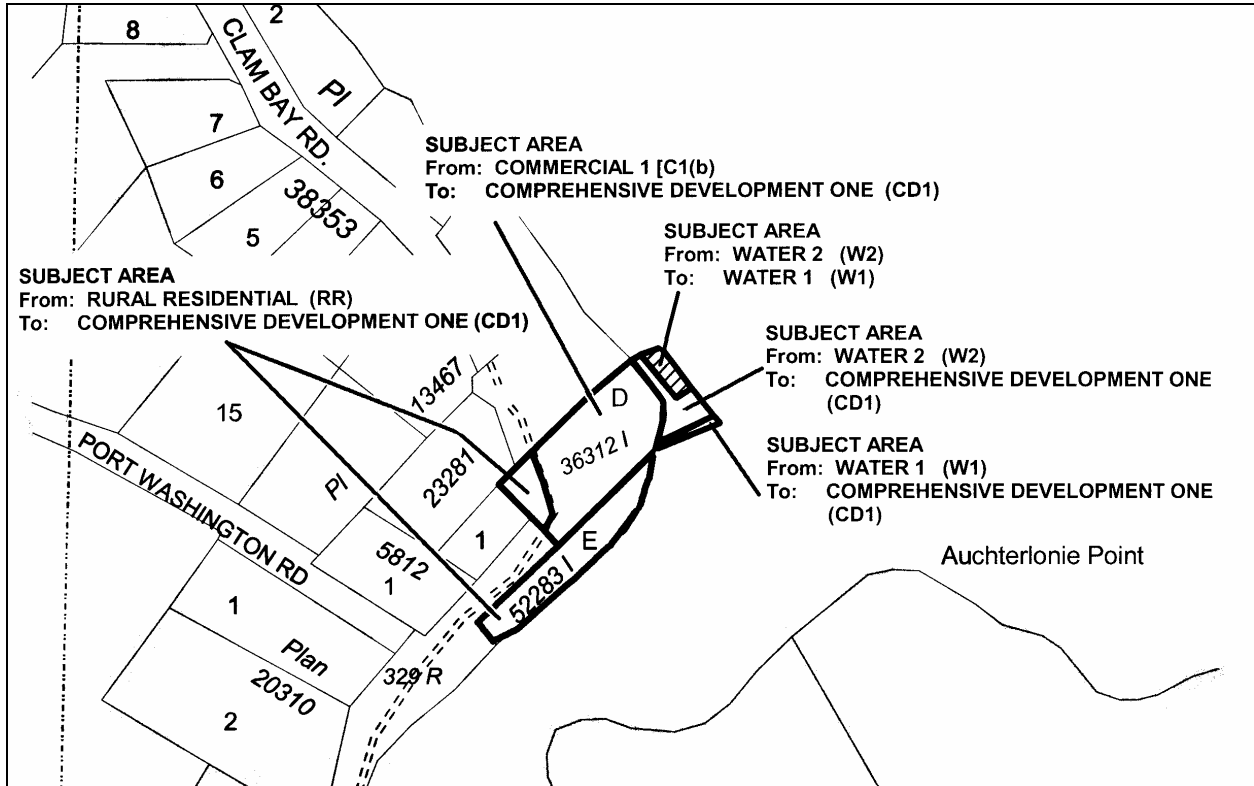 8
2
CLAM BAY RD.
Pl
7
6
38353
5
SUBJECT AREA
From: COMMERCIAL 1 [C1(b)
To: COMPREHENSIVE DEVELOPMENT ONE (CD1)
SUBJECT AREA
From: WATER 2 (W2)
To: WATER 1 (W1)
SUBJECT AREA
From: RURAL RESIDENTIAL (RR)
To: COMPREHENSIVE DEVELOPMENT ONE (CD1)
SUBJECT AREA
From: WATER 2 (W2)
To: COMPREHENSIVE DEVELOPMENT ONE
(CD1)
SUBJECT AREA
From: WATER 1 (W1)
To: COMPREHENSIVE DEVELOPMENT ONE
(CD1)
13467
15
D
36312 I
Pl
23281
PORT WASHINGTON RD
1
E
5812
1
52283 I
Auchterlonie Point
1
Plan
329 R
20310
2